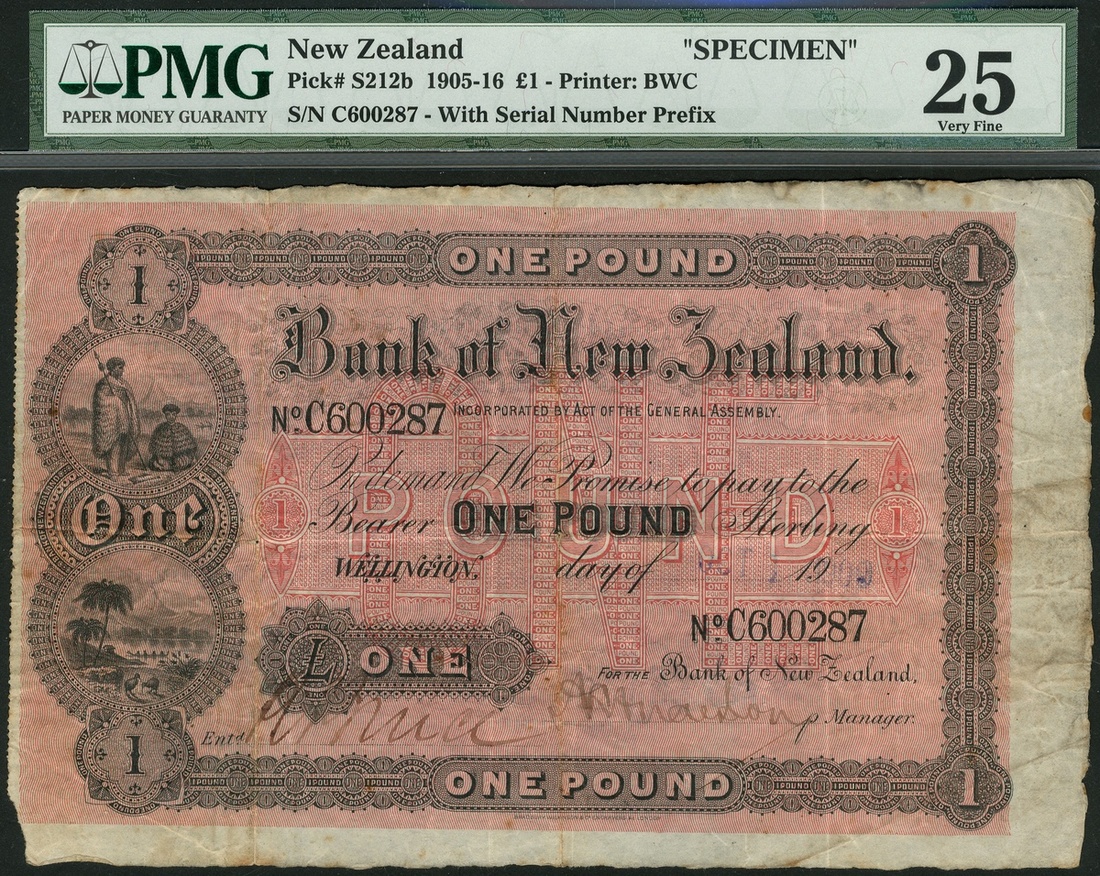 PMG
PAPER MONEY GUARANTY
New Zealand "SPECIMEN"
Pick# S212b 1905-16 £1 - Printer: BWC
S/N C600287 - With Serial Number Prefix
25
Very Fine
ONE POUND
1 1
Bank of New Zealand.
No. C600287 INCORPORATED BY ACT OF THE GENERAL ASSEMBLY.
On demand We Promise to pay to the
One
1 Bearer ONE POUND Sterling 1
POUND
WELLINGTON, day of 19
No. C600287
£ ONE
FOR THE Bank of New Zealand,
Entd. p Manager.
1 1
ONE POUND